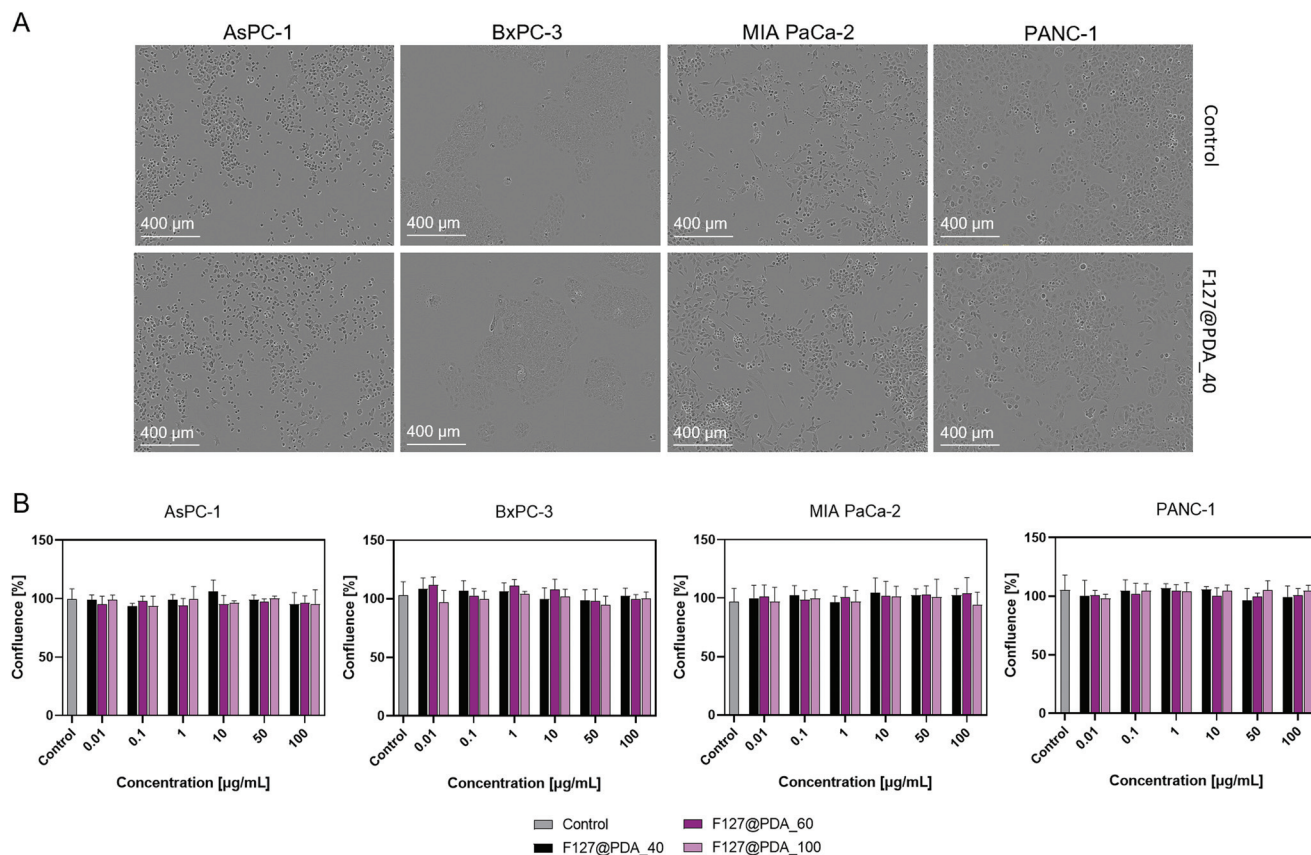 A
AsPC-1
BxPC-3
MIA PaCa-2
PANC-1
400 µm
400 µm
400 µm
400 µm
Control
400 µm
400 µm
400 µm
400 µm
F127@PDA_40
B
AsPC-1
Confluence [%]
150
100
50
0
Control
0.01
0.1
1
10
50
100
Concentration [µg/mL]
BxPC-3
Confluence [%]
150
100
50
0
Control
0.01
0.1
1
10
50
100
Concentration [µg/mL]
MIA PaCa-2
Confluence [%]
150
100
50
0
Control
0.01
0.1
1
10
50
100
Concentration [µg/mL]
PANC-1
Confluence [%]
150
100
50
0
Control
0.01
0.1
1
10
50
100
Concentration [µg/mL]
Control
F127@PDA_60
F127@PDA_40
F127@PDA_100